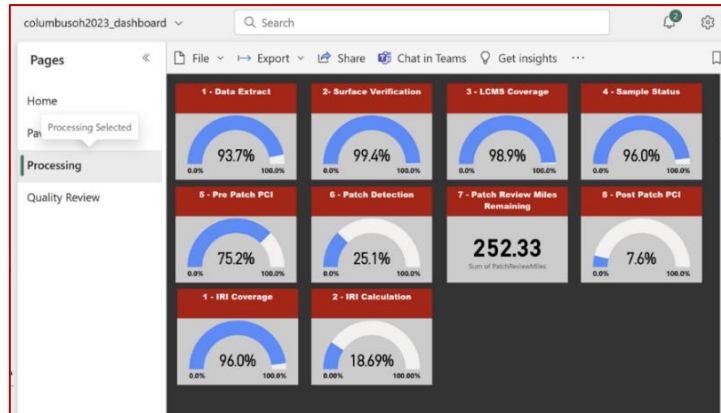 columbusoh2023_dashboard
Search
2
Pages
File
Export
Share
Chat in Teams
Get insights
Home
Processing Selected
Processing
Quality Review
1 - Data Extract
93.7%
0.0% 100.0%
2- Surface Verification
99.4%
0.0% 100.0%
3 - LCMS Coverage
98.9%
0.0% 100.0%
4 - Sample Status
96.0%
0.0% 100.0%
5 - Pre Patch PCI
75.2%
0.0% 100.0%
6 - Patch Detection
25.1%
0.00% 100.0%
7 - Patch Review Miles
Remaining
252.33
Sum of PatchReviewMiles
8 - Post Patch PCI
7.6%
0.0% 100.0%
1 - IRI Coverage
96.0%
0.0% 100.0%
2 - IRI Calculation
18.69%
0.00% 100.00%